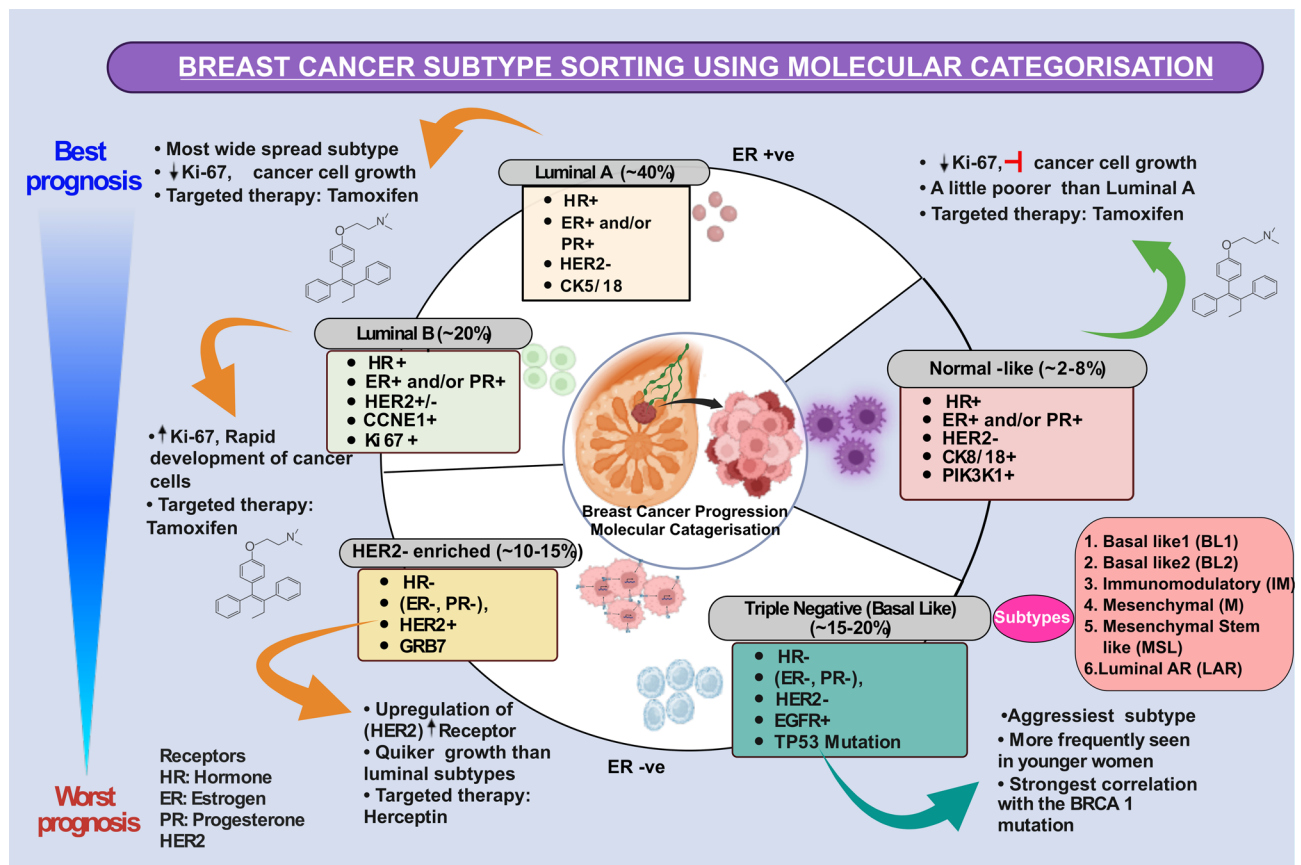 BREAST CANCER SUBTYPE SORTING USING MOLECULAR CATEGORISATION
Best
prognosis
• Most wide spread subtype
• ↓Ki-67, cancer cell growth
• Targeted therapy: Tamoxifen
O
N
Luminal A (~40%)
• HR+
• ER+ and/or
PR+
• HER2-
• CK5/18
ER +ve
• ↓Ki-67, cancer cell growth
• A little poorer than Luminal A
• Targeted therapy: Tamoxifen
O
N
Luminal B (~20%)
• HR+
• ER+ and/or PR+
• HER2+/-
• CCNE1+
• Ki67+
•↑Ki-67, Rapid
development of cancer
cells
• Targeted therapy:
Tamoxifen
O
N
Normal -like (~2-8%)
• HR+
• ER+ and/or PR+
• HER2-
• CK8/18+
• PIK3K1+
Breast Cancer Progression
Molecular Catagerisation
HER2- enriched (~10-15%)
• HR-
• (ER-, PR-),
• HER2+
• GRB7
• Upregulation of
(HER2)↑Receptor
• Quiker growth than
luminal subtypes
• Targeted therapy:
Herceptin
Triple Negative (Basal Like)
(~15-20%)
• HR-
• (ER-, PR-),
• HER2-
• EGFR+
• TP53 Mutation
ER -ve
Subtypes
1. Basal like1 (BL1)
2. Basal like2 (BL2)
3. Immunomodulatory (IM)
4. Mesenchymal (M)
5. Mesenchymal Stem
like (MSL)
6.Luminal AR (LAR)
•Aggressiest subtype
• More frequently seen
in younger women
• Strongest correlation
with the BRCA 1
mutation
Worst
prognosis
Receptors
HR: Hormone
ER: Estrogen
PR: Progesterone
HER2